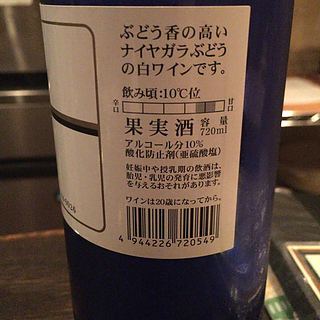 ぶどう香の高い
ナイヤガラぶどう
の白ワインです。
飲み頃:10℃位
辛口 甘口
果実酒 容量 720ml
アルコール分10%
酸化防止剤(亜硫酸塩)
妊娠中や授乳期の飲酒は、
胎児・乳児の発育に悪影響
を与えるおそれがあります。
ワインは20歳になってから。
4 944226 720549